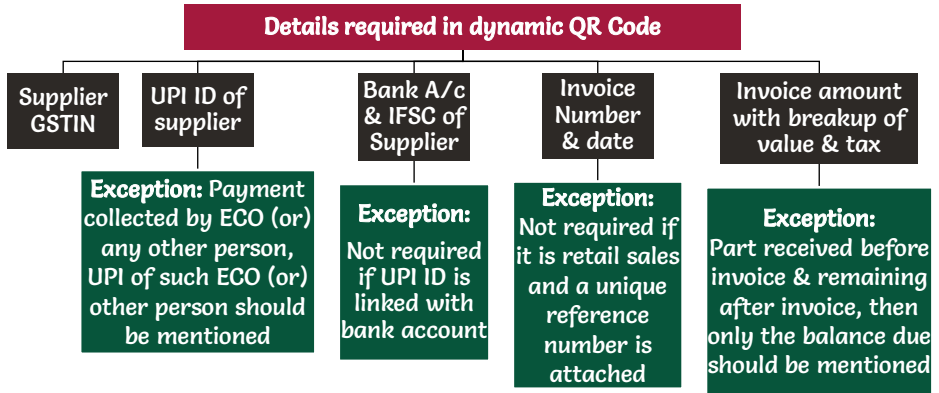 Details required in dynamic QR Code
Supplier
GSTIN
UPI ID of
supplier
Bank A/c
& IFSC of
Supplier
Invoice
Number
& date
Invoice amount
with breakup of
value & tax
Exception: Payment
collected by ECO (or)
any other person,
UPI of such ECO (or)
other person should
be mentioned
Exception:
Not required
if UPI ID is
linked with
bank account
Exception:
Not required if
it is retail sales
and a unique
reference
number is
attached
Exception:
Part received before
invoice & remaining
after invoice, then
only the balance due
should be mentioned